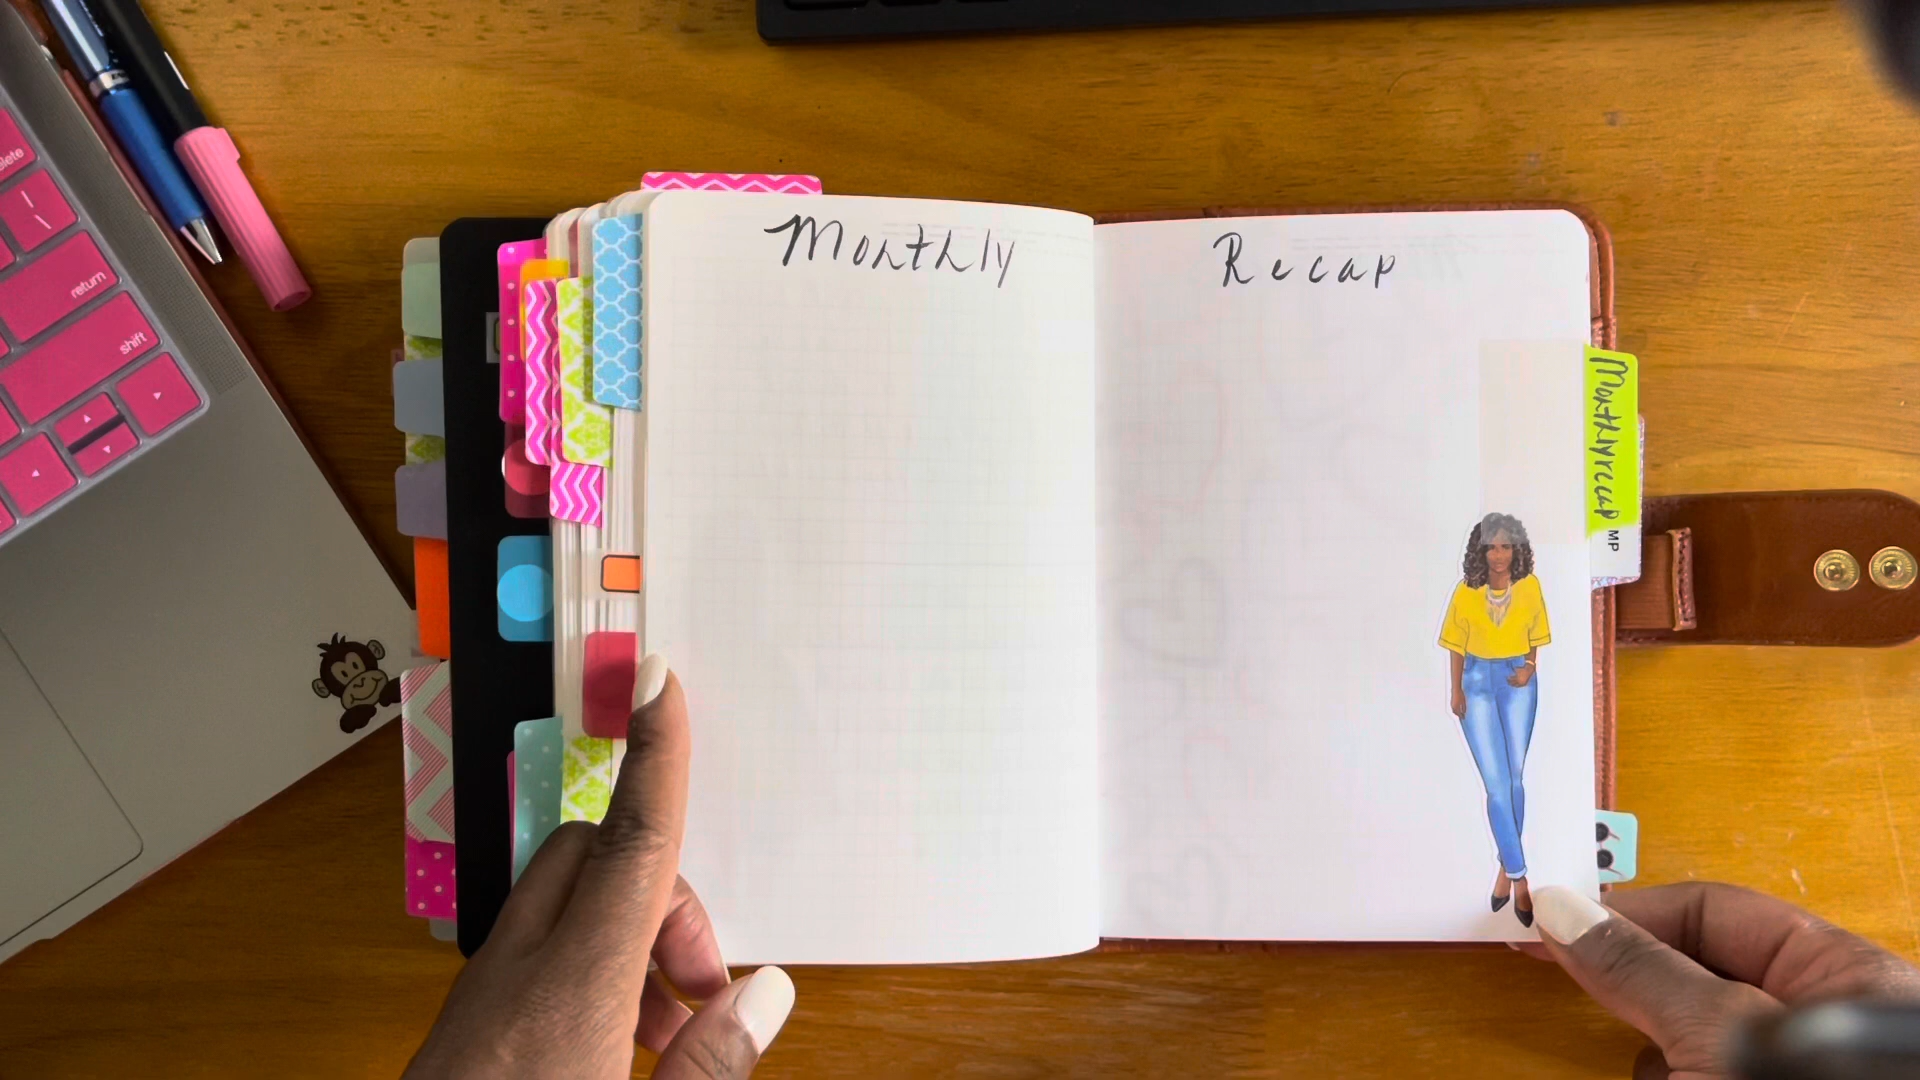 delete
return
shift
Monthly
Recap
Monthly recap
MP